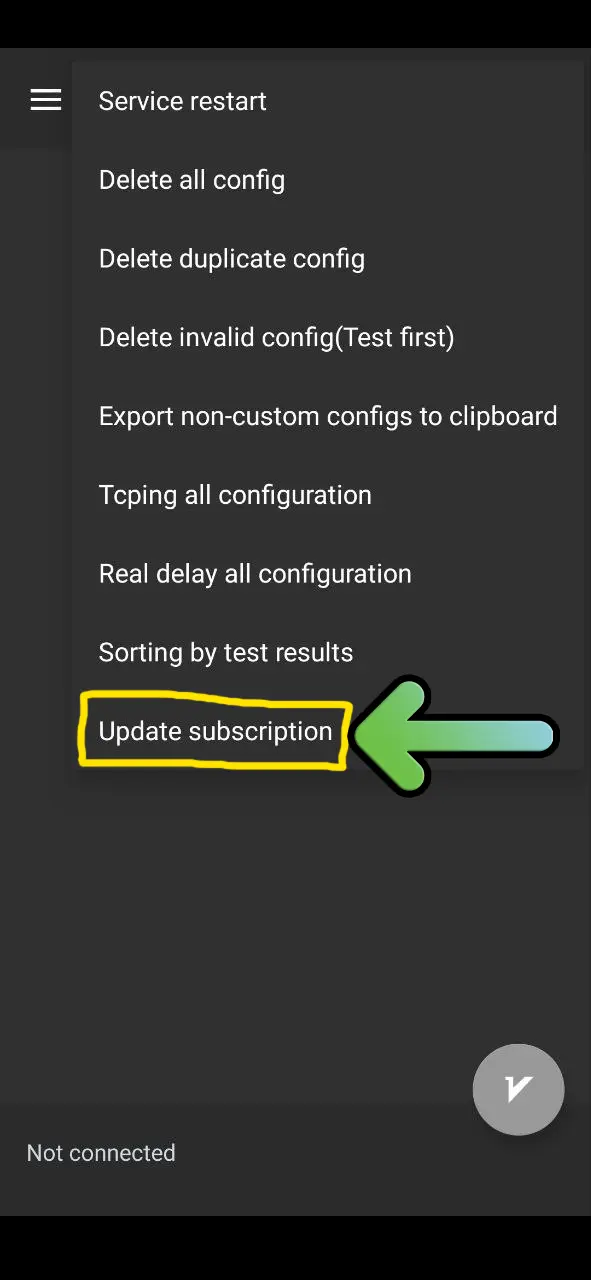 Service restart
Delete all config
Delete duplicate config
Delete invalid config(Test first)
Export non-custom configs to clipboard
Tcping all configuration
Real delay all configuration
Sorting by test results
Update subscription
Not connected